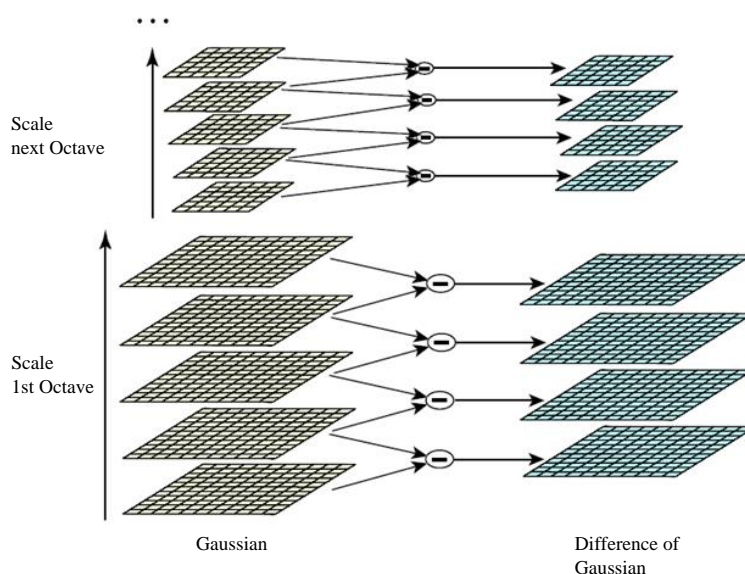 ...
Scale
next Octave
Scale
1st Octave
Gaussian
Difference of
Gaussian